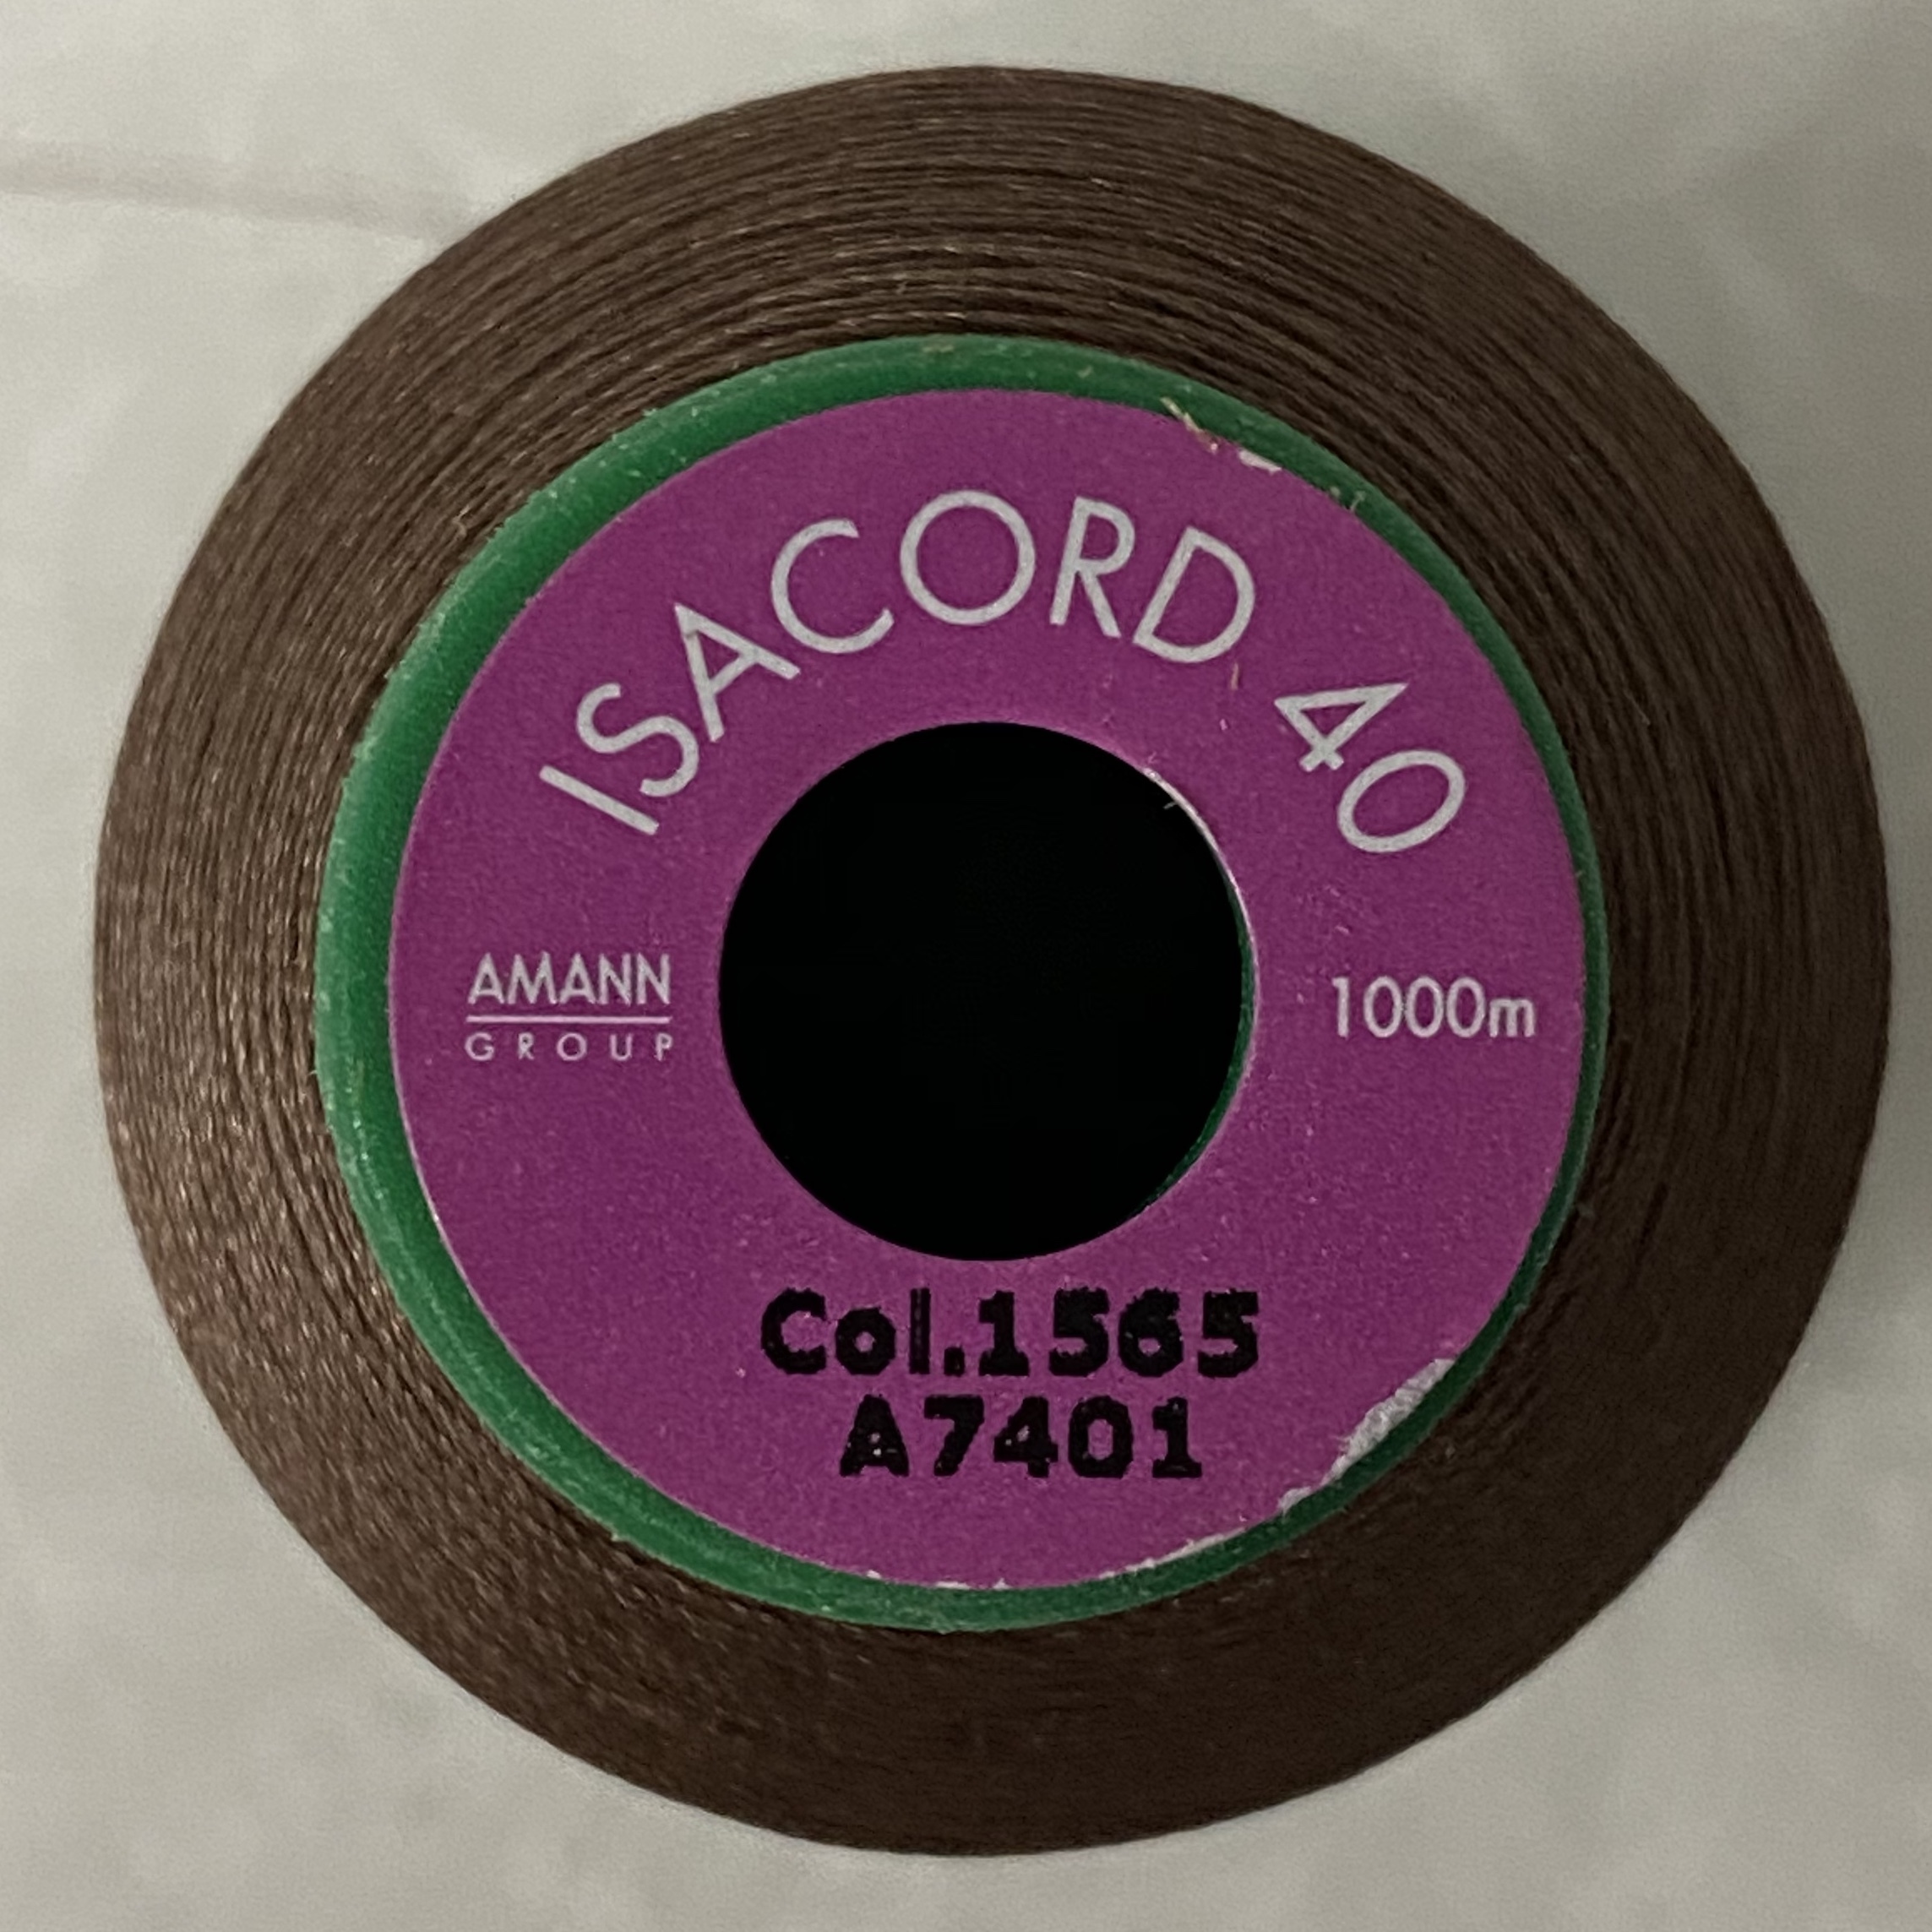 ISACORD 40
AMANN
GROUP
1000m
Col.1565
A7401